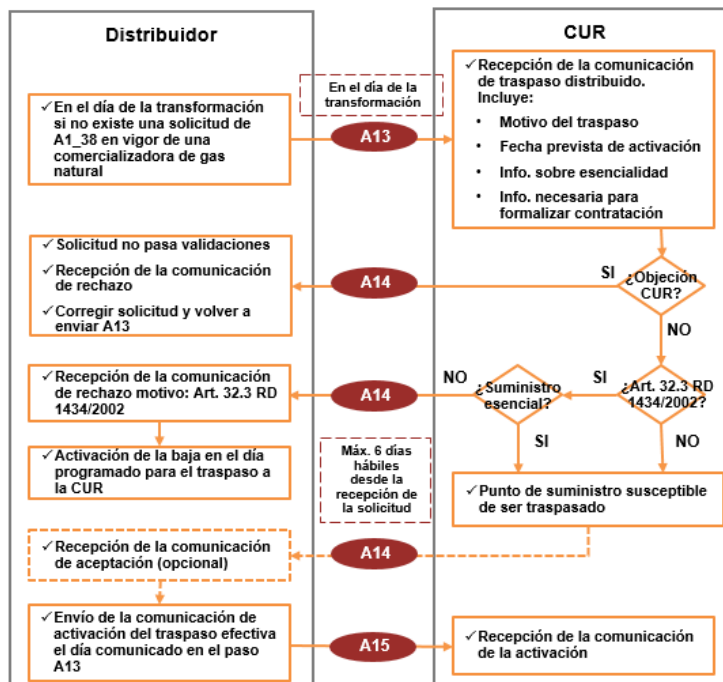 Distribuidor
CUR
✓En el día de la transformación
si no existe una solicitud de
A1_38 en vigor de una
comercializadora de gas
natural
En el día de la
transformación
A13
✓Recepción de la comunicación
de traspaso distribuido.
Incluye:
• Motivo del traspaso
• Fecha prevista de activación
• Info. sobre esencialidad
• Info. necesaria para
formalizar contratación
✓Solicitud no pasa validaciones
✓Recepción de la comunicación
de rechazo
✓Corregir solicitud y volver a
enviar A13
A14
SI
¿Objeción
CUR?
NO
✓Recepción de la comunicación
de rechazo motivo: Art. 32.3 RD
1434/2002
A14
NO
¿Suministro
esencial?
SI
¿Art. 32.3 RD
1434/2002?
SI
NO
✓Activación de la baja en el día
programado para el traspaso a
la CUR
Máx. 6 días
hábiles
desde la
recepción de
la solicitud
✓Punto de suministro susceptible
de ser traspasado
✓Recepción de la comunicación
de aceptación (opcional)
A14
✓Envío de la comunicación de
activación del traspaso efectiva
el día comunicado en el paso
A13
A15
✓Recepción de la comunicación
de la activación